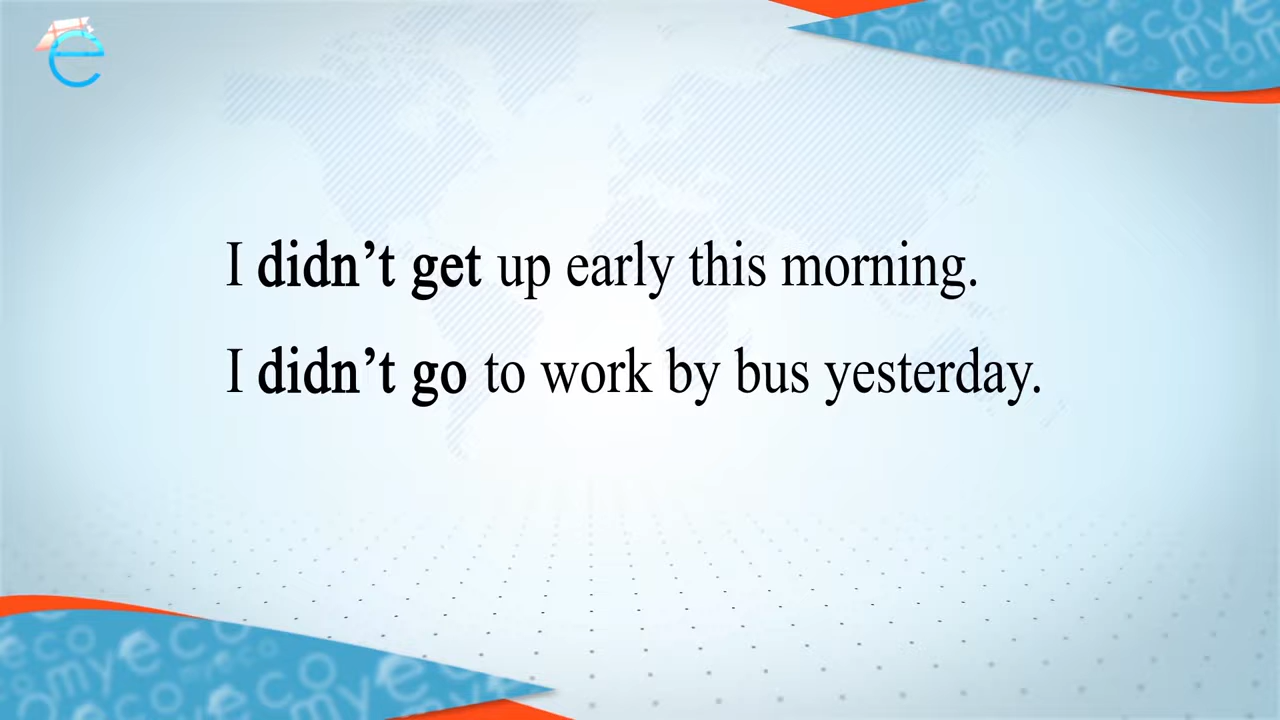 I didn’t get up early this morning.
I didn’t go to work by bus yesterday.